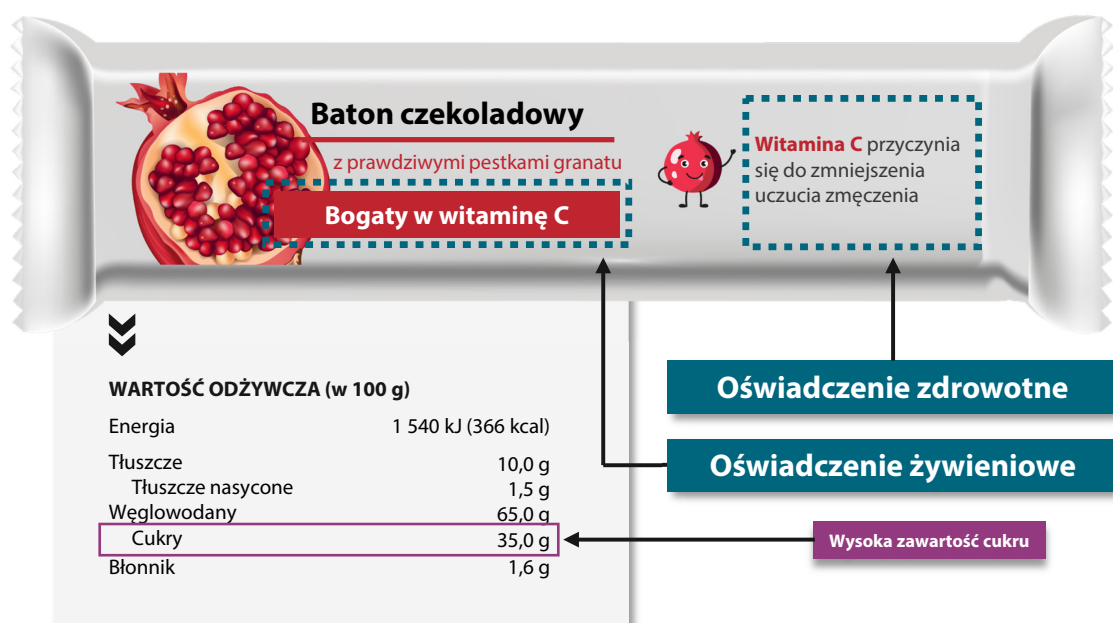 Baton czekoladowy
z prawdziwymi pestkami granatu
Bogaty w witaminę C
Witamina C przyczynia
się do zmniejszenia
uczucia zmęczenia
WARTOŚĆ ODŻYWCZA (w 100 g)
Energia 1 540 kJ (366 kcal)
Tłuszcze 10,0 g
Tłuszcze nasycone 1,5 g
Węglowodany 65,0 g
Cukry 35,0 g
Błonnik 1,6 g
Oświadczenie zdrowotne
Oświadczenie żywieniowe
Wysoka zawartość cukru